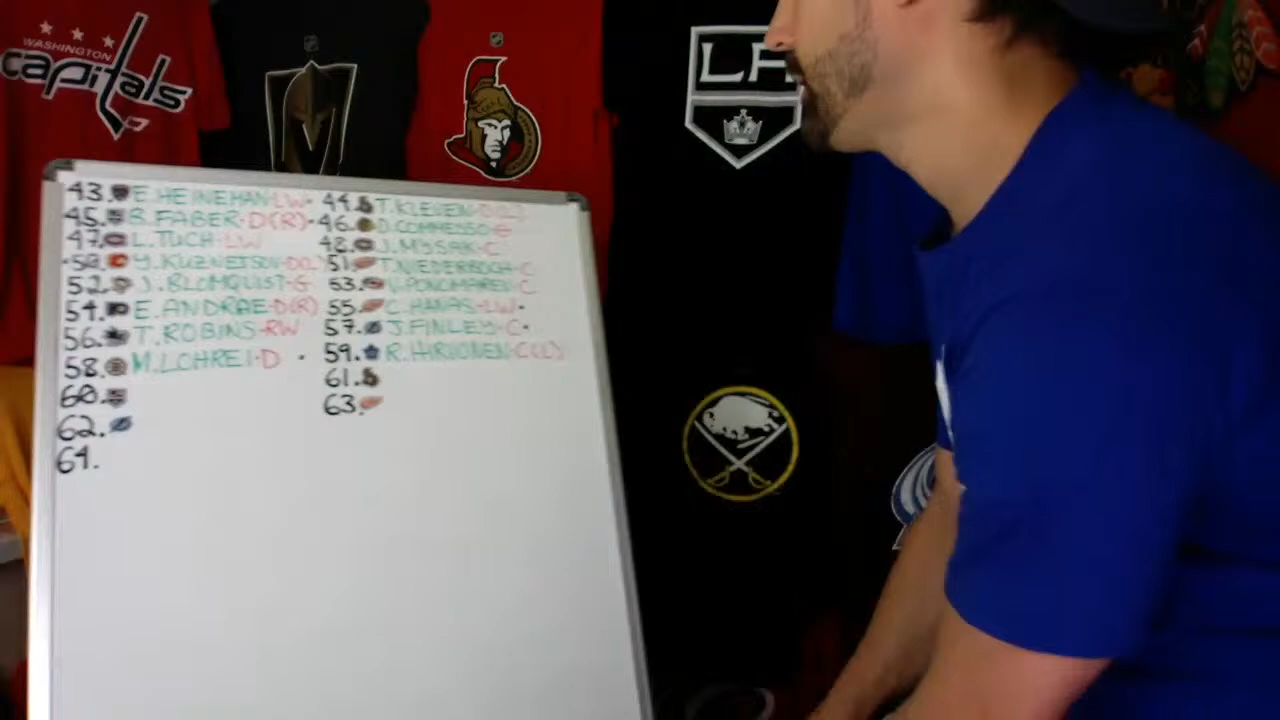 WASHINGTON
capitals
LA
43. E. HEINEMAN-LW
44. T. KLEVEN-D(L)
45. B. FABER-D(R)
46. D. COMMESSO-G
47. L. TUCH-LW
48. J. MYSAK-C
50. Y. KUZNETSOV-D(L)
51. T. NIEDERBOCH-C
52. J. BLOMQUIST-G
53. V. PONOMAREV-C
54. E. ANDRAE-D(R)
55. C. HANAS-LW
56. T. ROBINS-RW
57. J. FINLEY-C
58. M. LOHREI-D
59. R. HIRVONEN-C(L)
60.
61.
62.
63.
64.